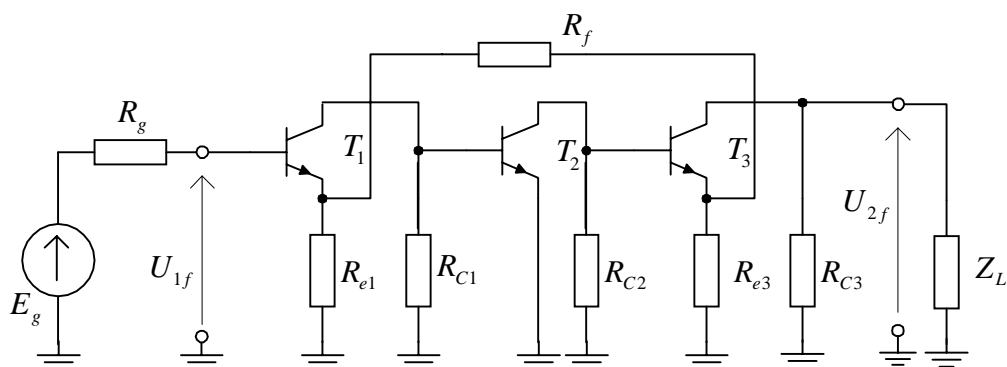 R_f
R_g
T_1
T_2
T_3
U_{1f}
U_{2f}
E_g
R_{e1}
R_{C1}
R_{C2}
R_{e3}
R_{C3}
Z_L